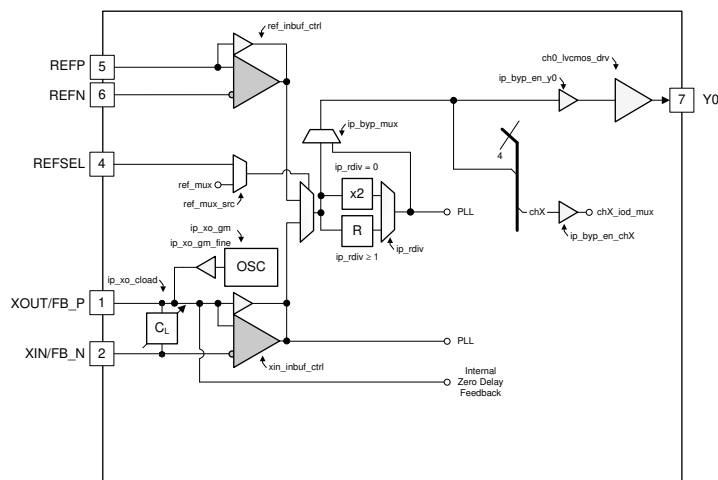 ref_inbuf_ctrl
REFP 5
REFN 6
ch0_lvcmos_drv
ip_byp_en_y0
7 Y0
ip_byp_mux
4
REFSEL 4
ref_mux
ref_mux_src
ip_rdiv = 0
x2
R
PLL
ip_rdiv
ip_rdiv ≥ 1
chX
chX_iod_mux
ip_byp_en_chX
ip_xo_gm
ip_xo_gm_fine
OSC
ip_xo_cload
XOUT/FB_P 1
CL
XIN/FB_N 2
PLL
xin_inbuf_ctrl
Internal
Zero Delay
Feedback